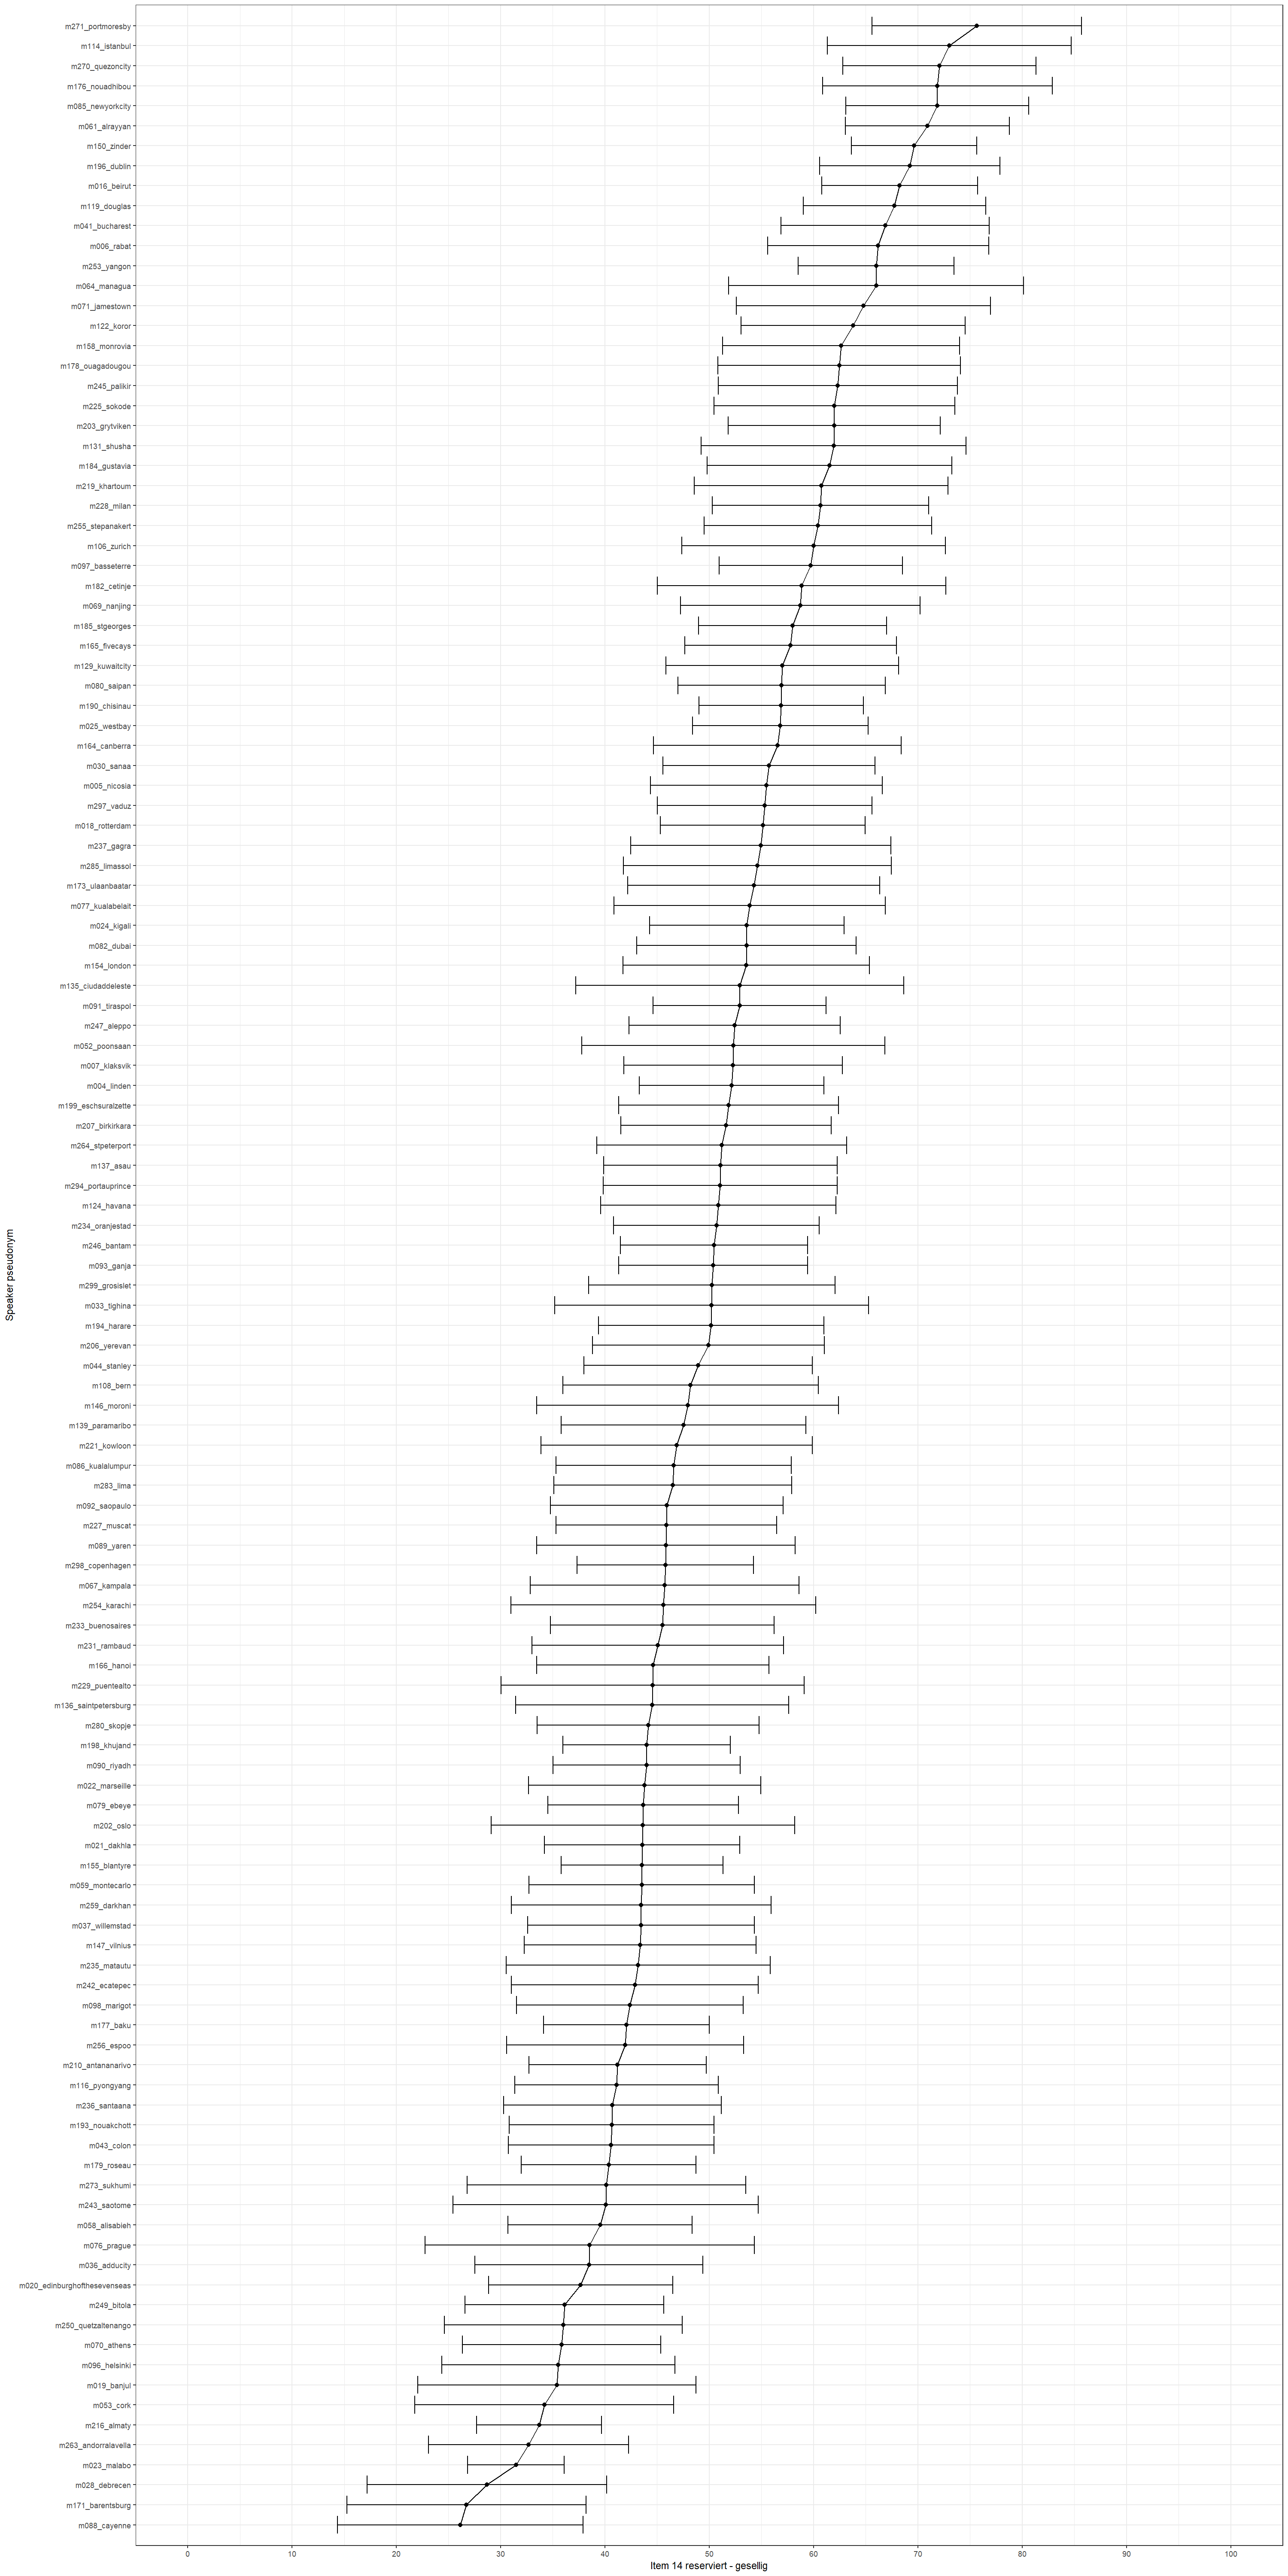 m271_portmoresby
m114_istanbul
m270_quezoncity
m176_nouadhibou
m085_newyorkcity
m061_alrayyan
m150_zinder
m196_dublin
m016_beirut
m119_douglas
m041_bucharest
m006_rabat
m253_yangon
m064_managua
m071_jamestown
m122_koror
m158_monrovia
m178_ouagadougou
m245_palikir
m225_sokode
m203_grytviken
m131_shusha
m184_gustavia
m219_khartoum
m228_milan
m255_stepanakert
m106_zurich
m097_basseterre
m182_cetinje
m069_nanjing
m185_stgeorges
m165_fivecays
m129_kuwaitcity
m080_saipan
m190_chisinau
m025_westbay
m164_canberra
m030_sanaa
m005_nicosia
m297_vaduz
m018_rotterdam
m237_gagra
m285_limassol
m173_ulaanbaatar
m077_kualabelait
m024_kigali
m082_dubai
m154_london
m135_ciudaddeleste
m091_tiraspol
m247_aleppo
m052_poonsaan
m007_klaksvik
m004_linden
m199_eschsuralzette
m207_birkirkara
m264_stpeterport
m137_asau
m294_portauprince
m124_havana
m234_oranjestad
m246_bantam
m093_ganja
m299_grosislet
m033_tighina
m194_harare
m206_yerevan
m044_stanley
m108_bern
m146_moroni
m139_paramaribo
m221_kowloon
m086_kualalumpur
m283_lima
m092_saopaulo
m227_muscat
m089_yaren
m298_copenhagen
m067_kampala
m254_karachi
m233_buenosaires
m231_rambaud
m166_hanoi
m229_puentealto
m136_saintpetersburg
m280_skopje
m198_khujand
m090_riyadh
m022_marseille
m079_ebeye
m202_oslo
m021_dakhla
m155_blantyre
m059_montecarlo
m259_darkhan
m037_willemstad
m147_vilnius
m235_matautu
m242_ecatepec
m098_marigot
m177_baku
m256_espoo
m210_antananarivo
m116_pyongyang
m236_santaana
m193_nouakchott
m043_colon
m179_roseau
m273_sukhumi
m243_saotome
m058_alisabieh
m076_prague
m036_adducity
m020_edinburghofthesevenseas
m249_bitola
m250_quetzaltenango
m070_athens
m096_helsinki
m019_banjul
m053_cork
m216_almaty
m263_andorralavella
m023_malabo
m028_debrecen
m171_barentsburg
m088_cayenne
Speaker pseudonym
0 10 20 30 40 50 60 70 80 90 100
Item 14 reserviert - gesellig